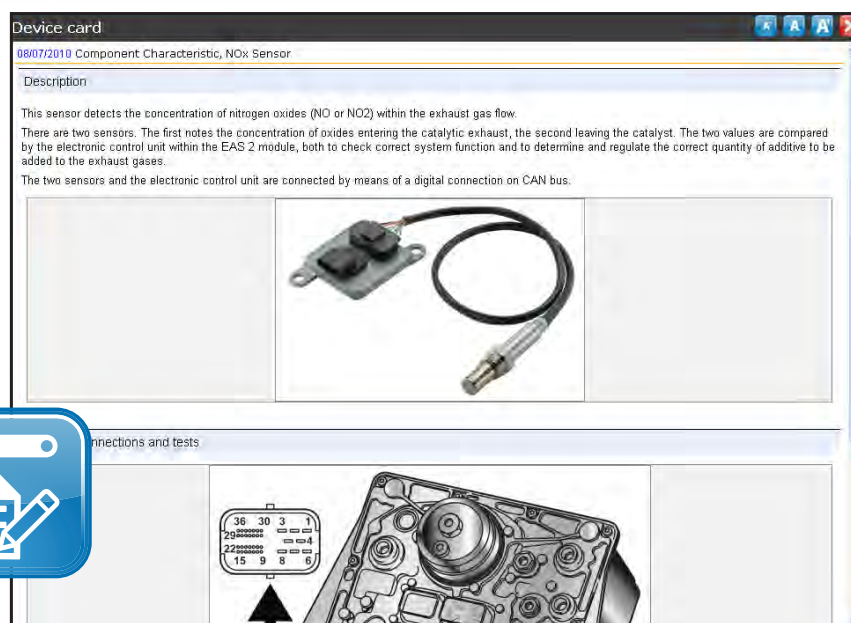 Device card
A A A
08/07/2010 Component Characteristic, NOx Sensor
Description
This sensor detects the concentration of nitrogen oxides (NO or NO2) within the exhaust gas flow.
There are two sensors. The first notes the concentration of oxides entering the catalytic exhaust, the second leaving the catalyst. The two values are compared
by the electronic control unit within the EAS 2 module, both to check correct system function and to determine and regulate the correct quantity of additive to be
added to the exhaust gases.
The two sensors and the electronic control unit are connected by means of a digital connection on CAN bus.
nnections and tests
36 30 3 1
29 4
22
15 9 8 6